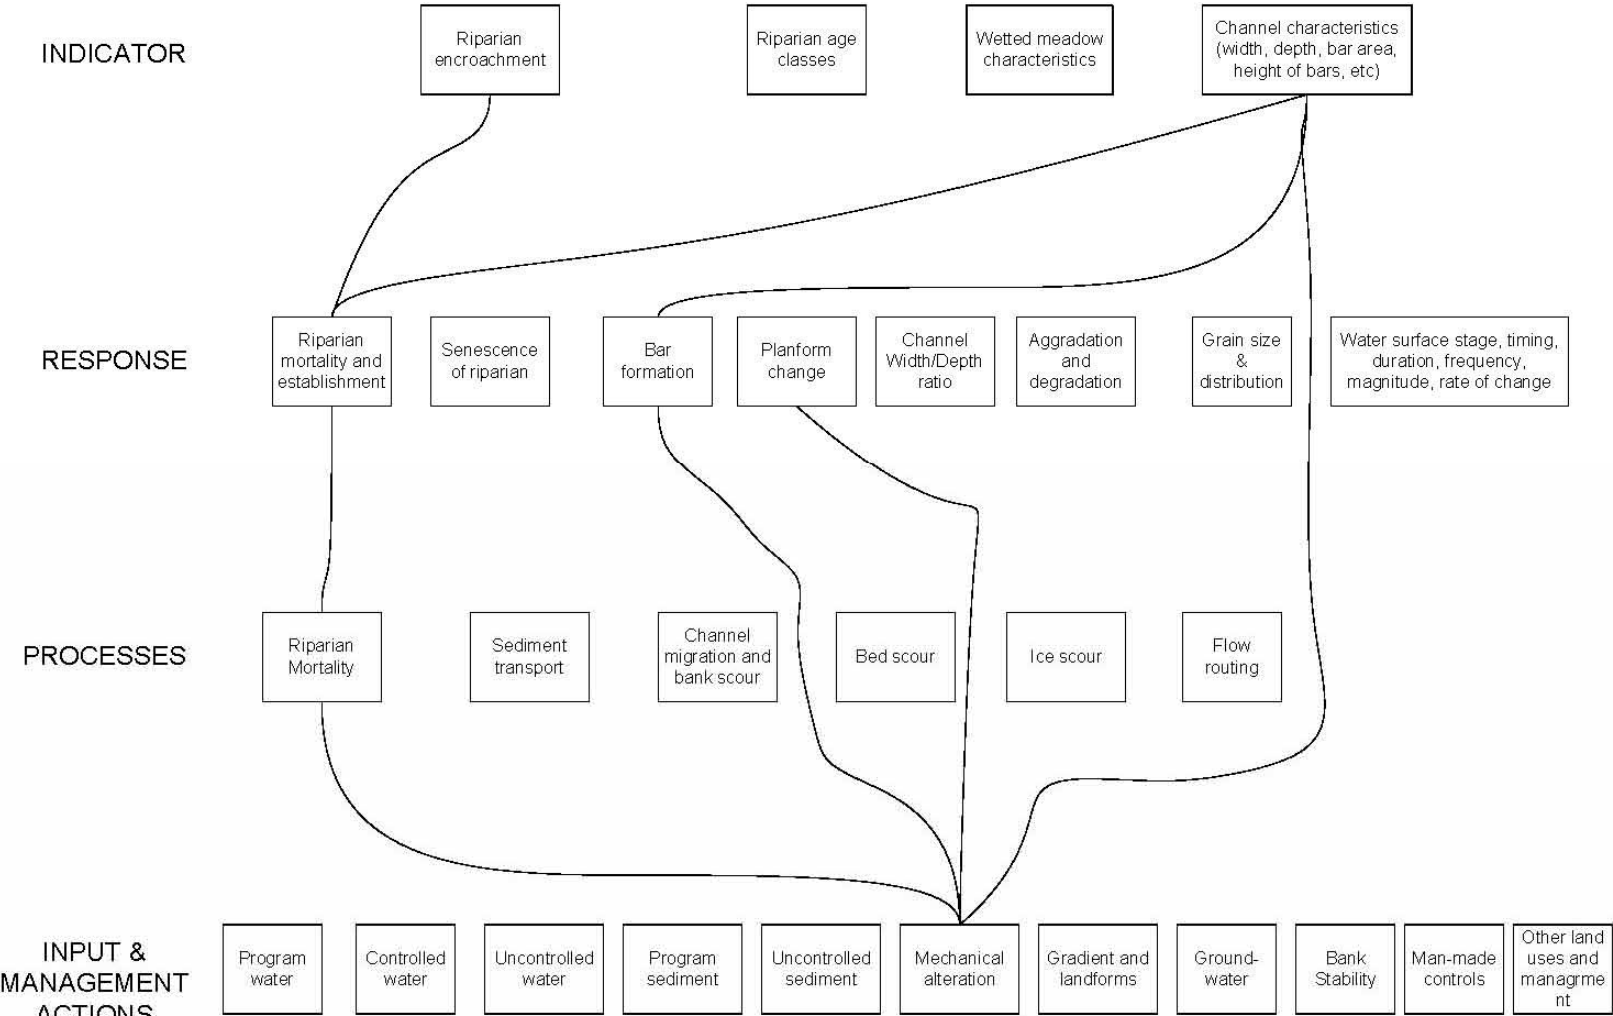 INDICATOR
Riparian
encroachment
Riparian age
classes
Wetted meadow
characteristics
Channel characteristics
(width, depth, bar area,
height of bars, etc)
RESPONSE
Riparian
mortality and
establishment
Senescence
of riparian
Bar
formation
Planform
change
Channel
Width/Depth
ratio
Aggradation
and
degradation
Grain size
&
distribution
Water surface stage, timing,
duration, frequency,
magnitude, rate of change
PROCESSES
Riparian
Mortality
Sediment
transport
Channel
migration and
bank scour
Bed scour
Ice scour
Flow
routing
INPUT &
MANAGEMENT
ACTIONS
Program
water
Controlled
water
Uncontrolled
water
Program
sediment
Uncontrolled
sediment
Mechanical
alteration
Gradient and
landforms
Ground-
water
Bank
Stability
Man-made
controls
Other land
uses and
managrme
nt